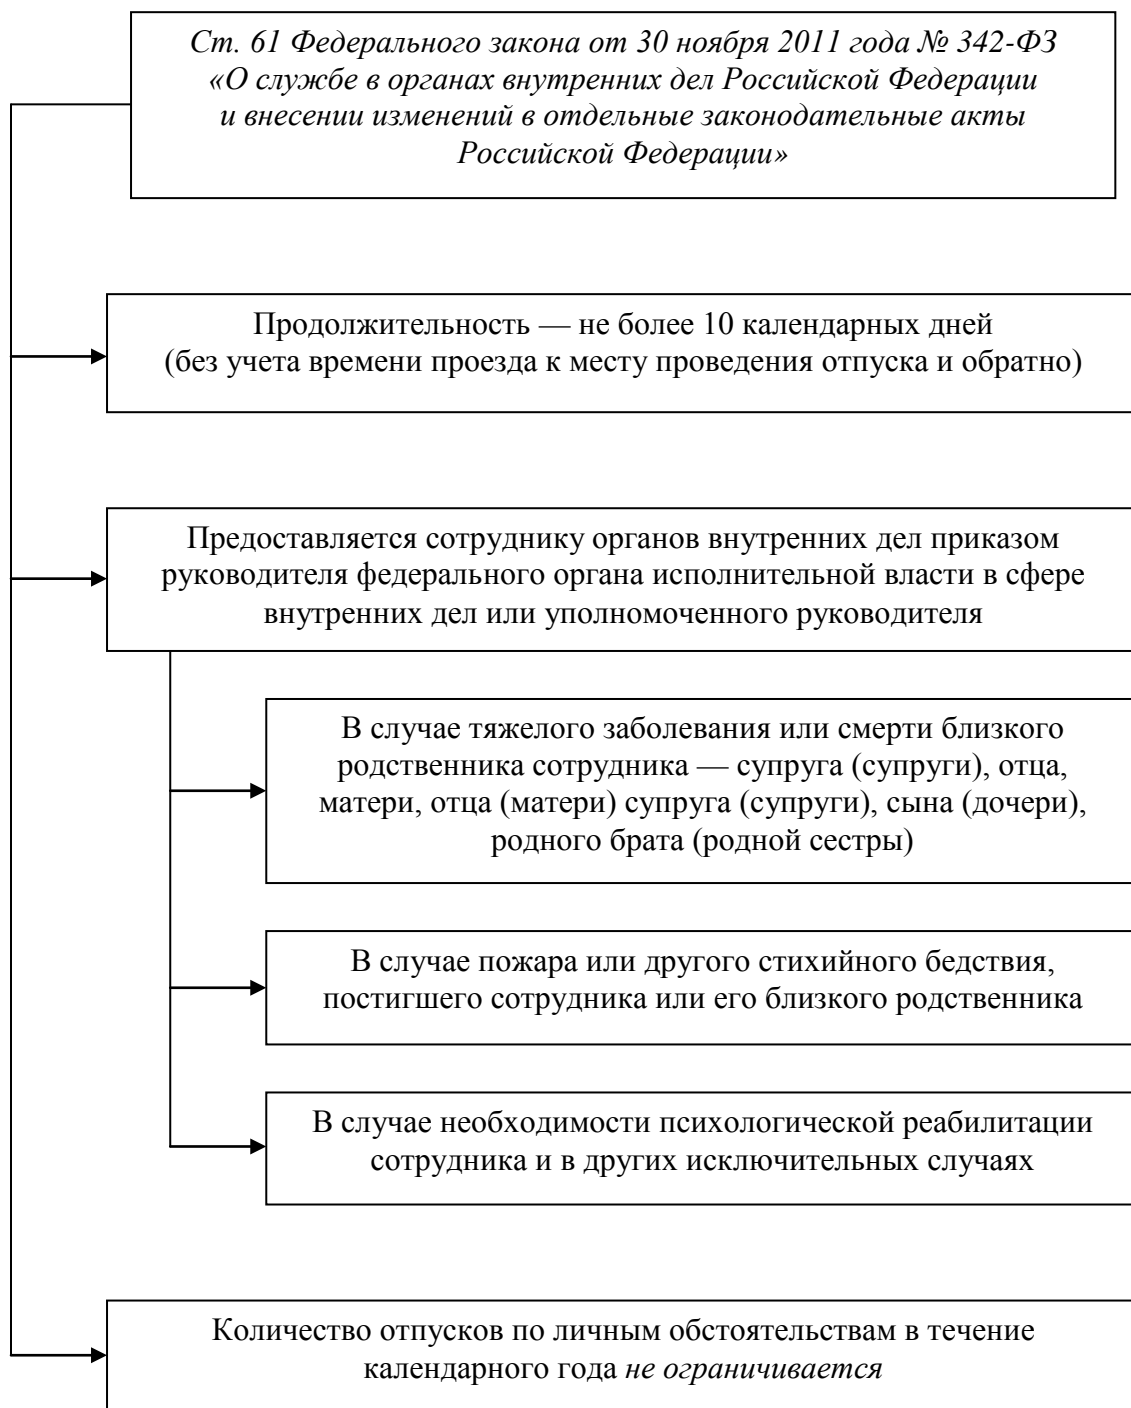 Ст. 61 Федерального закона от 30 ноября 2011 года № 342-ФЗ
«О службе в органах внутренних дел Российской Федерации
и внесении изменений в отдельные законодательные акты
Российской Федерации»
Продолжительность — не более 10 календарных дней
(без учета времени проезда к месту проведения отпуска и обратно)
Предоставляется сотруднику органов внутренних дел приказом
руководителя федерального органа исполнительной власти в сфере
внутренних дел или уполномоченного руководителя
В случае тяжелого заболевания или смерти близкого
родственника сотрудника — супруга (супруги), отца,
матери, отца (матери) супруга (супруги), сына (дочери),
родного брата (родной сестры)
В случае пожара или другого стихийного бедствия,
постигшего сотрудника или его близкого родственника
В случае необходимости психологической реабилитации
сотрудника и в других исключительных случаях
Количество отпусков по личным обстоятельствам в течение
календарного года не ограничивается